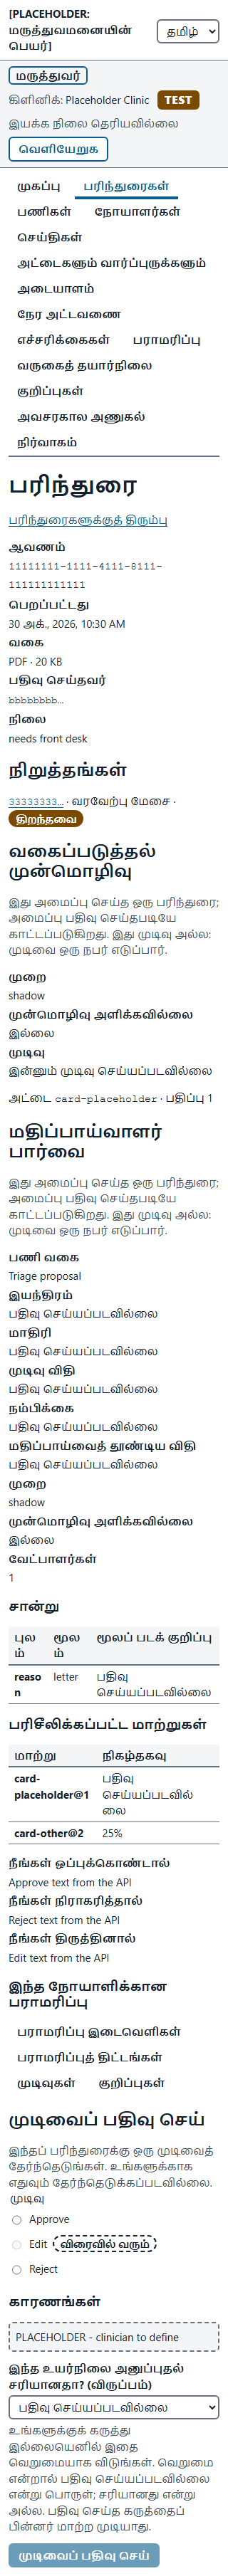 [PLACEHOLDER:
மருத்துவமனையின்
பெயர்]
தமிழ்
மருத்துவர்
கிளினிக்: Placeholder Clinic TEST
இயக்க நிலை தெரியவில்லை
வெளியேறுக
முகப்பு பரிந்துரைகள்
பணிகள் நோயாளர்கள்
செய்திகள்
அட்டைகளும் வார்ப்புருக்களும்
அடையாளம்
நேர அட்டவணை
எச்சரிக்கைகள் பராமரிப்பு
வருகைத் தயார்நிலை
குறிப்புகள்
அவசரகால அணுகல்
நிர்வாகம்
பரிந்துரை
பரிந்துரைகளுக்குத் திரும்பு
ஆவணம்
11111111-1111-4111-8111-
111111111111
பெறப்பட்டது
30 அக்., 2026, 10:30 AM
வகை
PDF · 20 KB
பதிவு செய்தவர்
bbbbbbbb…
நிலை
needs front desk
நிறுத்தங்கள்
33333333… · வரவேற்பு மேசை ·
திறந்தவை
வகைப்படுத்தல்
முன்மொழிவு
இது அமைப்பு செய்த ஒரு பரிந்துரை;
அமைப்பு பதிவு செய்தபடியே
காட்டப்படுகிறது. இது முடிவு அல்ல:
முடிவை ஒரு நபர் எடுப்பார்.
முறை
shadow
முன்மொழிவு அளிக்கவில்லை
இல்லை
முடிவு
இன்னும் முடிவு செய்யப்படவில்லை
அட்டை card-placeholder · பதிப்பு 1
மதிப்பாய்வாளர்
பார்வை
இது அமைப்பு செய்த ஒரு பரிந்துரை;
அமைப்பு பதிவு செய்தபடியே
காட்டப்படுகிறது. இது முடிவு அல்ல:
முடிவை ஒரு நபர் எடுப்பார்.
பணி வகை
Triage proposal
இயந்திரம்
பதிவு செய்யப்படவில்லை
மாதிரி
பதிவு செய்யப்படவில்லை
முடிவு விதி
பதிவு செய்யப்படவில்லை
நம்பிக்கை
பதிவு செய்யப்படவில்லை
மதிப்பாய்வைத் தூண்டிய விதி
பதிவு செய்யப்படவில்லை
முறை
shadow
முன்மொழிவு அளிக்கவில்லை
இல்லை
வேட்பாளர்கள்
1
சான்று
புல
ம் மூல
ம் மூலப் படக் குறிப்பு
reaso
n letter பதிவு
செய்யப்படவில்லை
பரிசீலிக்கப்பட்ட மாற்றுகள்
மாற்று நிகழ்தகவு
card-
placeholder@1 பதிவு
செய்யப்படவில்
லை
card-other@2 25%
நீங்கள் ஒப்புக்கொண்டால்
Approve text from the API
நீங்கள் நிராகரித்தால்
Reject text from the API
நீங்கள் திருத்தினால்
Edit text from the API
இந்த நோயாளிக்கான
பராமரிப்பு
பராமரிப்பு இடைவெளிகள்
பராமரிப்புத் திட்டங்கள்
முடிவுகள் குறிப்புகள்
முடிவைப் பதிவு செய்
இந்தப் பரிந்துரைக்கு ஒரு முடிவைத்
தேர்ந்தெடுங்கள். உங்களுக்காக
எதுவும் தேர்ந்தெடுக்கப்படவில்லை.
முடிவு
Approve
Edit விரைவில் வரும்
Reject
காரணங்கள்
PLACEHOLDER - clinician to define
இந்த உயர்நிலை அனுப்புதல்
சரியானதா? (விருப்பம்)
பதிவு செய்யப்படவில்லை
உங்களுக்குக் கருத்து
இல்லையெனில் இதை
வெறுமையாக விடுங்கள். வெறுமை
என்றால் பதிவு செய்யப்படவில்லை
என்று பொருள்; சரியானது என்று
அல்ல. பதிவு செய்த கருத்தைப்
பின்னர் மாற்ற முடியாது.
முடிவைப் பதிவு செய்